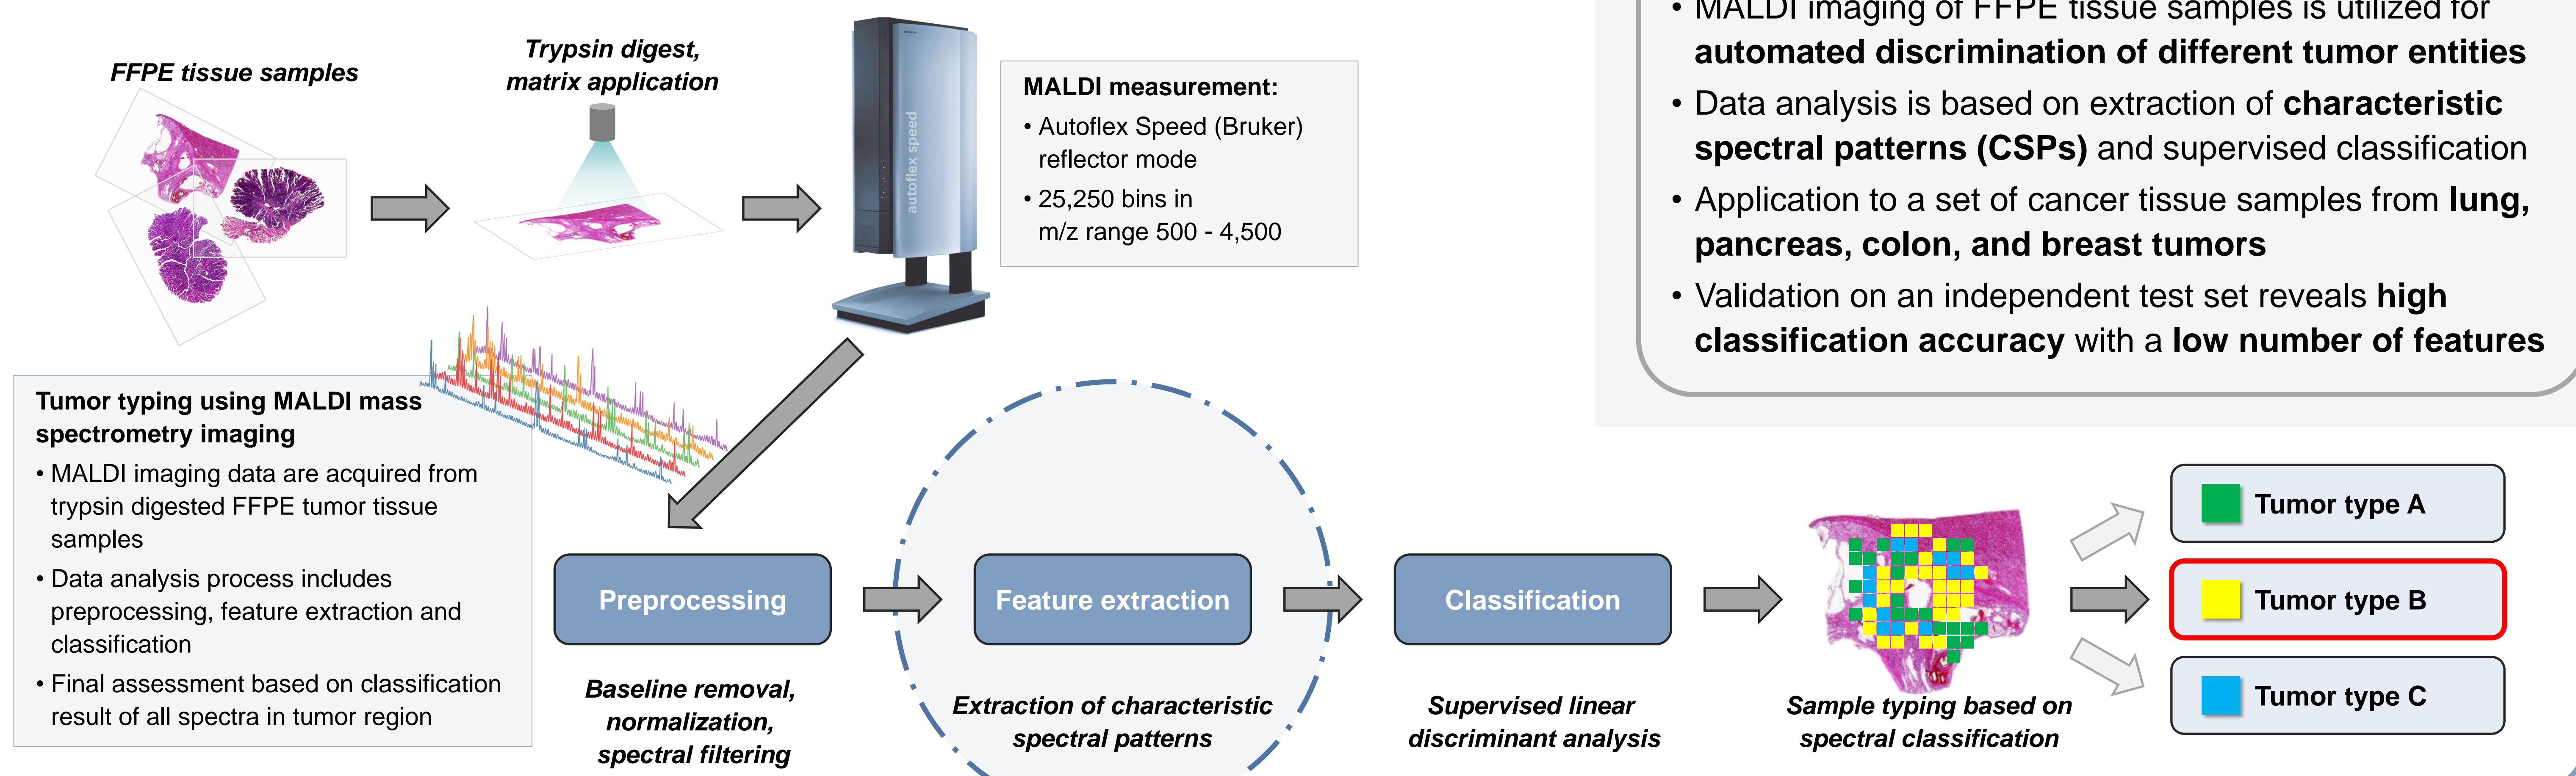 FFPE tissue samples
Trypsin digest,
matrix application
autoflex speed
MALDI measurement:
• Autoflex Speed (Bruker)
reflector mode
• 25,250 bins in
m/z range 500 - 4,500
• MALDI imaging of FFPE tissue samples is utilized for
automated discrimination of different tumor entities
• Data analysis is based on extraction of characteristic
spectral patterns (CSPs) and supervised classification
• Application to a set of cancer tissue samples from lung,
pancreas, colon, and breast tumors
• Validation on an independent test set reveals high
classification accuracy with a low number of features
Tumor typing using MALDI mass
spectrometry imaging
• MALDI imaging data are acquired from
trypsin digested FFPE tumor tissue
samples
• Data analysis process includes
preprocessing, feature extraction and
classification
• Final assessment based on classification
result of all spectra in tumor region
Preprocessing
Baseline removal,
normalization,
spectral filtering
Feature extraction
Extraction of characteristic
spectral patterns
Classification
Supervised linear
discriminant analysis
Sample typing based on
spectral classification
Tumor type A
Tumor type B
Tumor type C